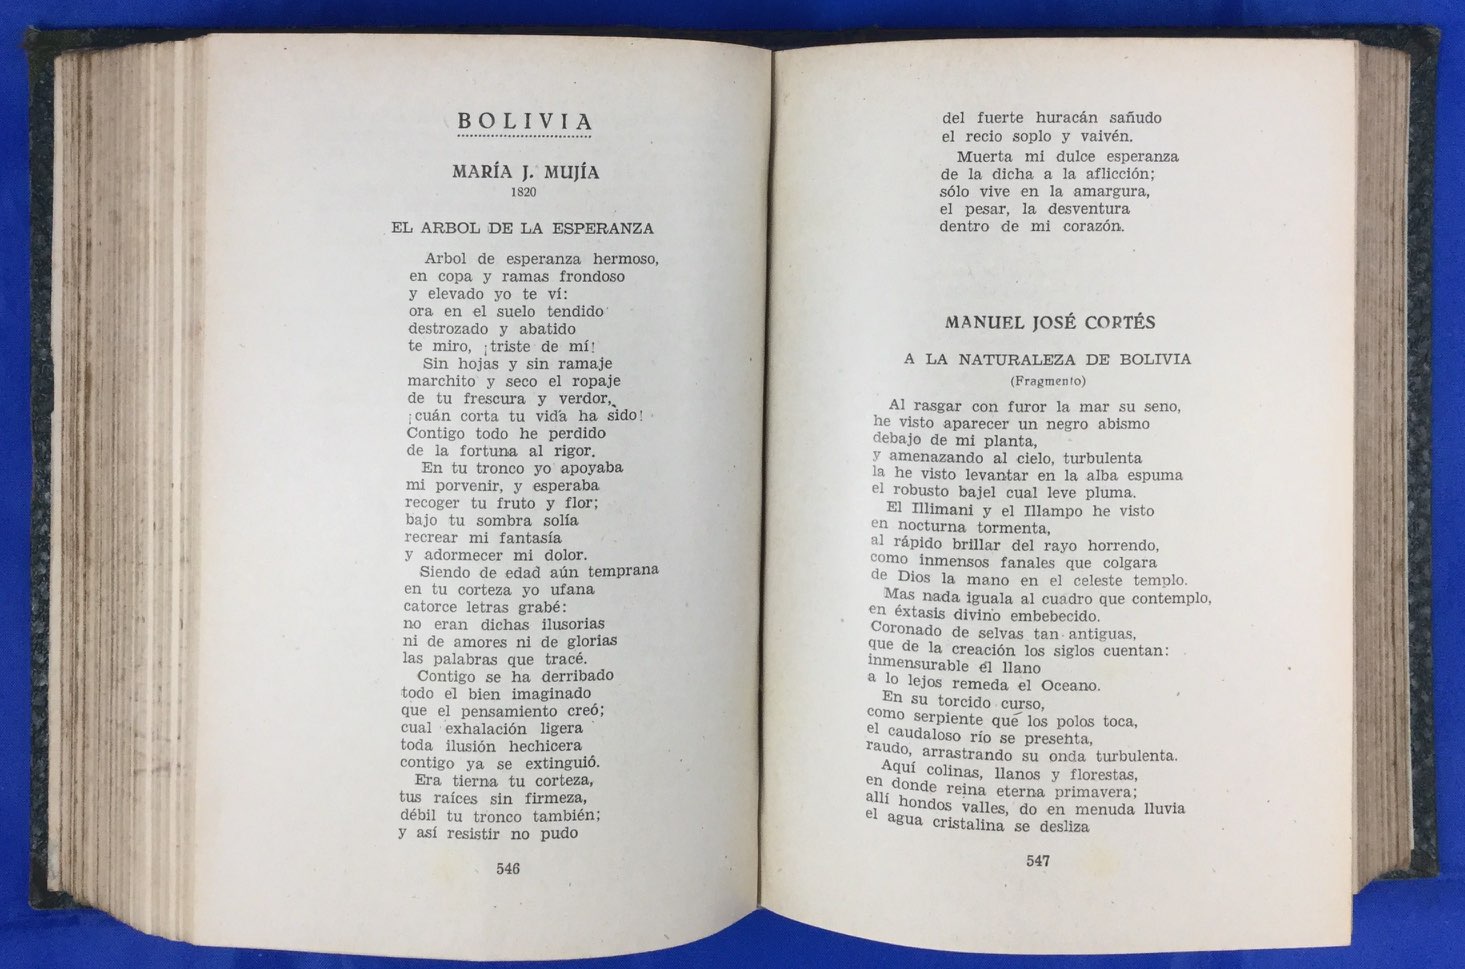 BOLIVIA
MARÍA J. MUJÍA
1820
EL ARBOL DE LA ESPERANZA
Arbol de esperanza hermoso,
en copa y ramas frondoso
y elevado yo te ví:
ora en el suelo tendido
destrozado y abatido
te miro, ¡triste de mí!
Sin hojas y sin ramaje
marchito y seco el ropaje
de tu frescura y verdor,
¡cuán corta tu vida ha sido!
Contigo todo he perdido
de la fortuna al rigor.
En tu tronco yo apoyaba
mi porvenir, y esperaba
recoger tu fruto y flor;
bajo tu sombra solía
recrear mi fantasía
y adormecer mi dolor.
Siendo de edad aún temprana
en tu corteza yo ufana
catorce letras grabé:
no eran dichas ilusorias
ni de amores ni de glorias
las palabras que tracé.
Contigo se ha derribado
todo el bien imaginado
que el pensamiento creó;
cual exhalación ligera
toda ilusión hechicera
contigo ya se extinguió.
Era tierna tu corteza,
tus raíces sin firmeza,
débil tu tronco también;
y así resistir no pudo
546
del fuerte huracán sañudo
el recio soplo y vaivén.
Muerta mi dulce esperanza
de la dicha a la aflicción;
sólo vive en la amargura,
el pesar, la desventura
dentro de mi corazón.
MANUEL JOSÉ CORTÉS
A LA NATURALEZA DE BOLIVIA
(Fragmento)
Al rasgar con furor la mar su seno,
he visto aparecer un negro abismo
debajo de mi planta,
y amenazando al cielo, turbulenta
la he visto levantar en la alba espuma
el robusto bajel cual leve pluma.
El Illimani y el Illampo he visto
en nocturna tormenta,
al rápido brillar del rayo horrendo,
como inmensos fanales que colgara
de Dios la mano en el celeste templo.
Mas nada iguala al cuadro que contemplo,
en éxtasis divino embebecido.
Coronado de selvas tan antiguas,
que de la creación los siglos cuentan:
inmensurable él llano
a lo lejos remeda el Oceano.
En su torcido curso,
como serpiente que los polos toca,
el caudaloso río se presenta,
raudo, arrastrando su onda turbulenta.
Aquí colinas, llanos y florestas,
en donde reina eterna primavera;
allí hondos valles, do en menuda lluvia
el agua cristalina se desliza
547